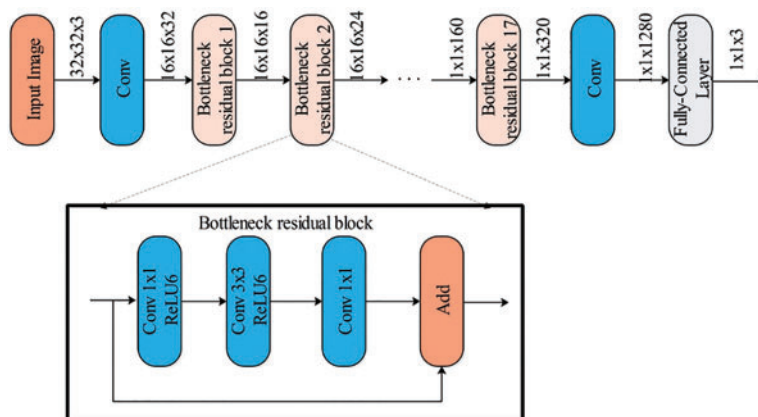 Input Image
32x32x3
Conv
16x16x32
Bottleneck
residual block 1
16x16x16
Bottleneck
residual block 2
16x16x24
. . .
1x1x160
Bottleneck
residual block 17
1x1x320
Conv
1x1x1280
Fully-Connected
Layer
1x1x3
Bottleneck residual block
Conv 1x1
ReLU6
Conv 3x3
ReLU6
Conv 1x1
Add